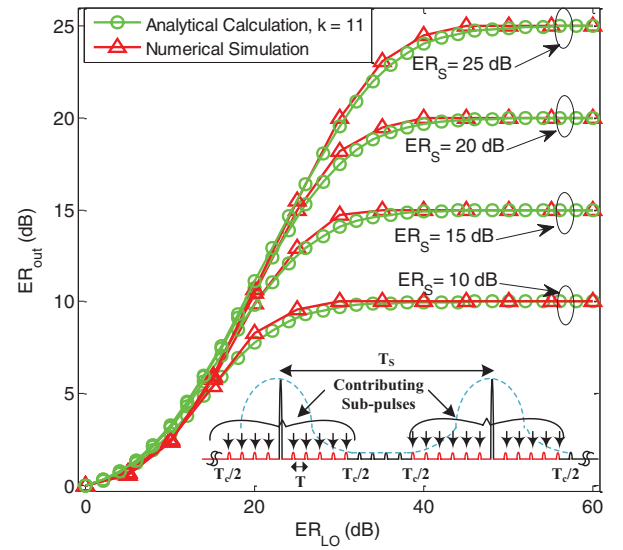 25
20
15
10
5
0
ER_out (dB)
Analytical Calculation, k = 11
Numerical Simulation
ER_S = 25 dB
ER_S = 20 dB
ER_S = 15 dB
ER_S = 10 dB
T_S
Contributing
Sub-pulses
T_c/2 T T_c/2 T_c/2 T_c/2
0 20 40 60
ER_LO (dB)